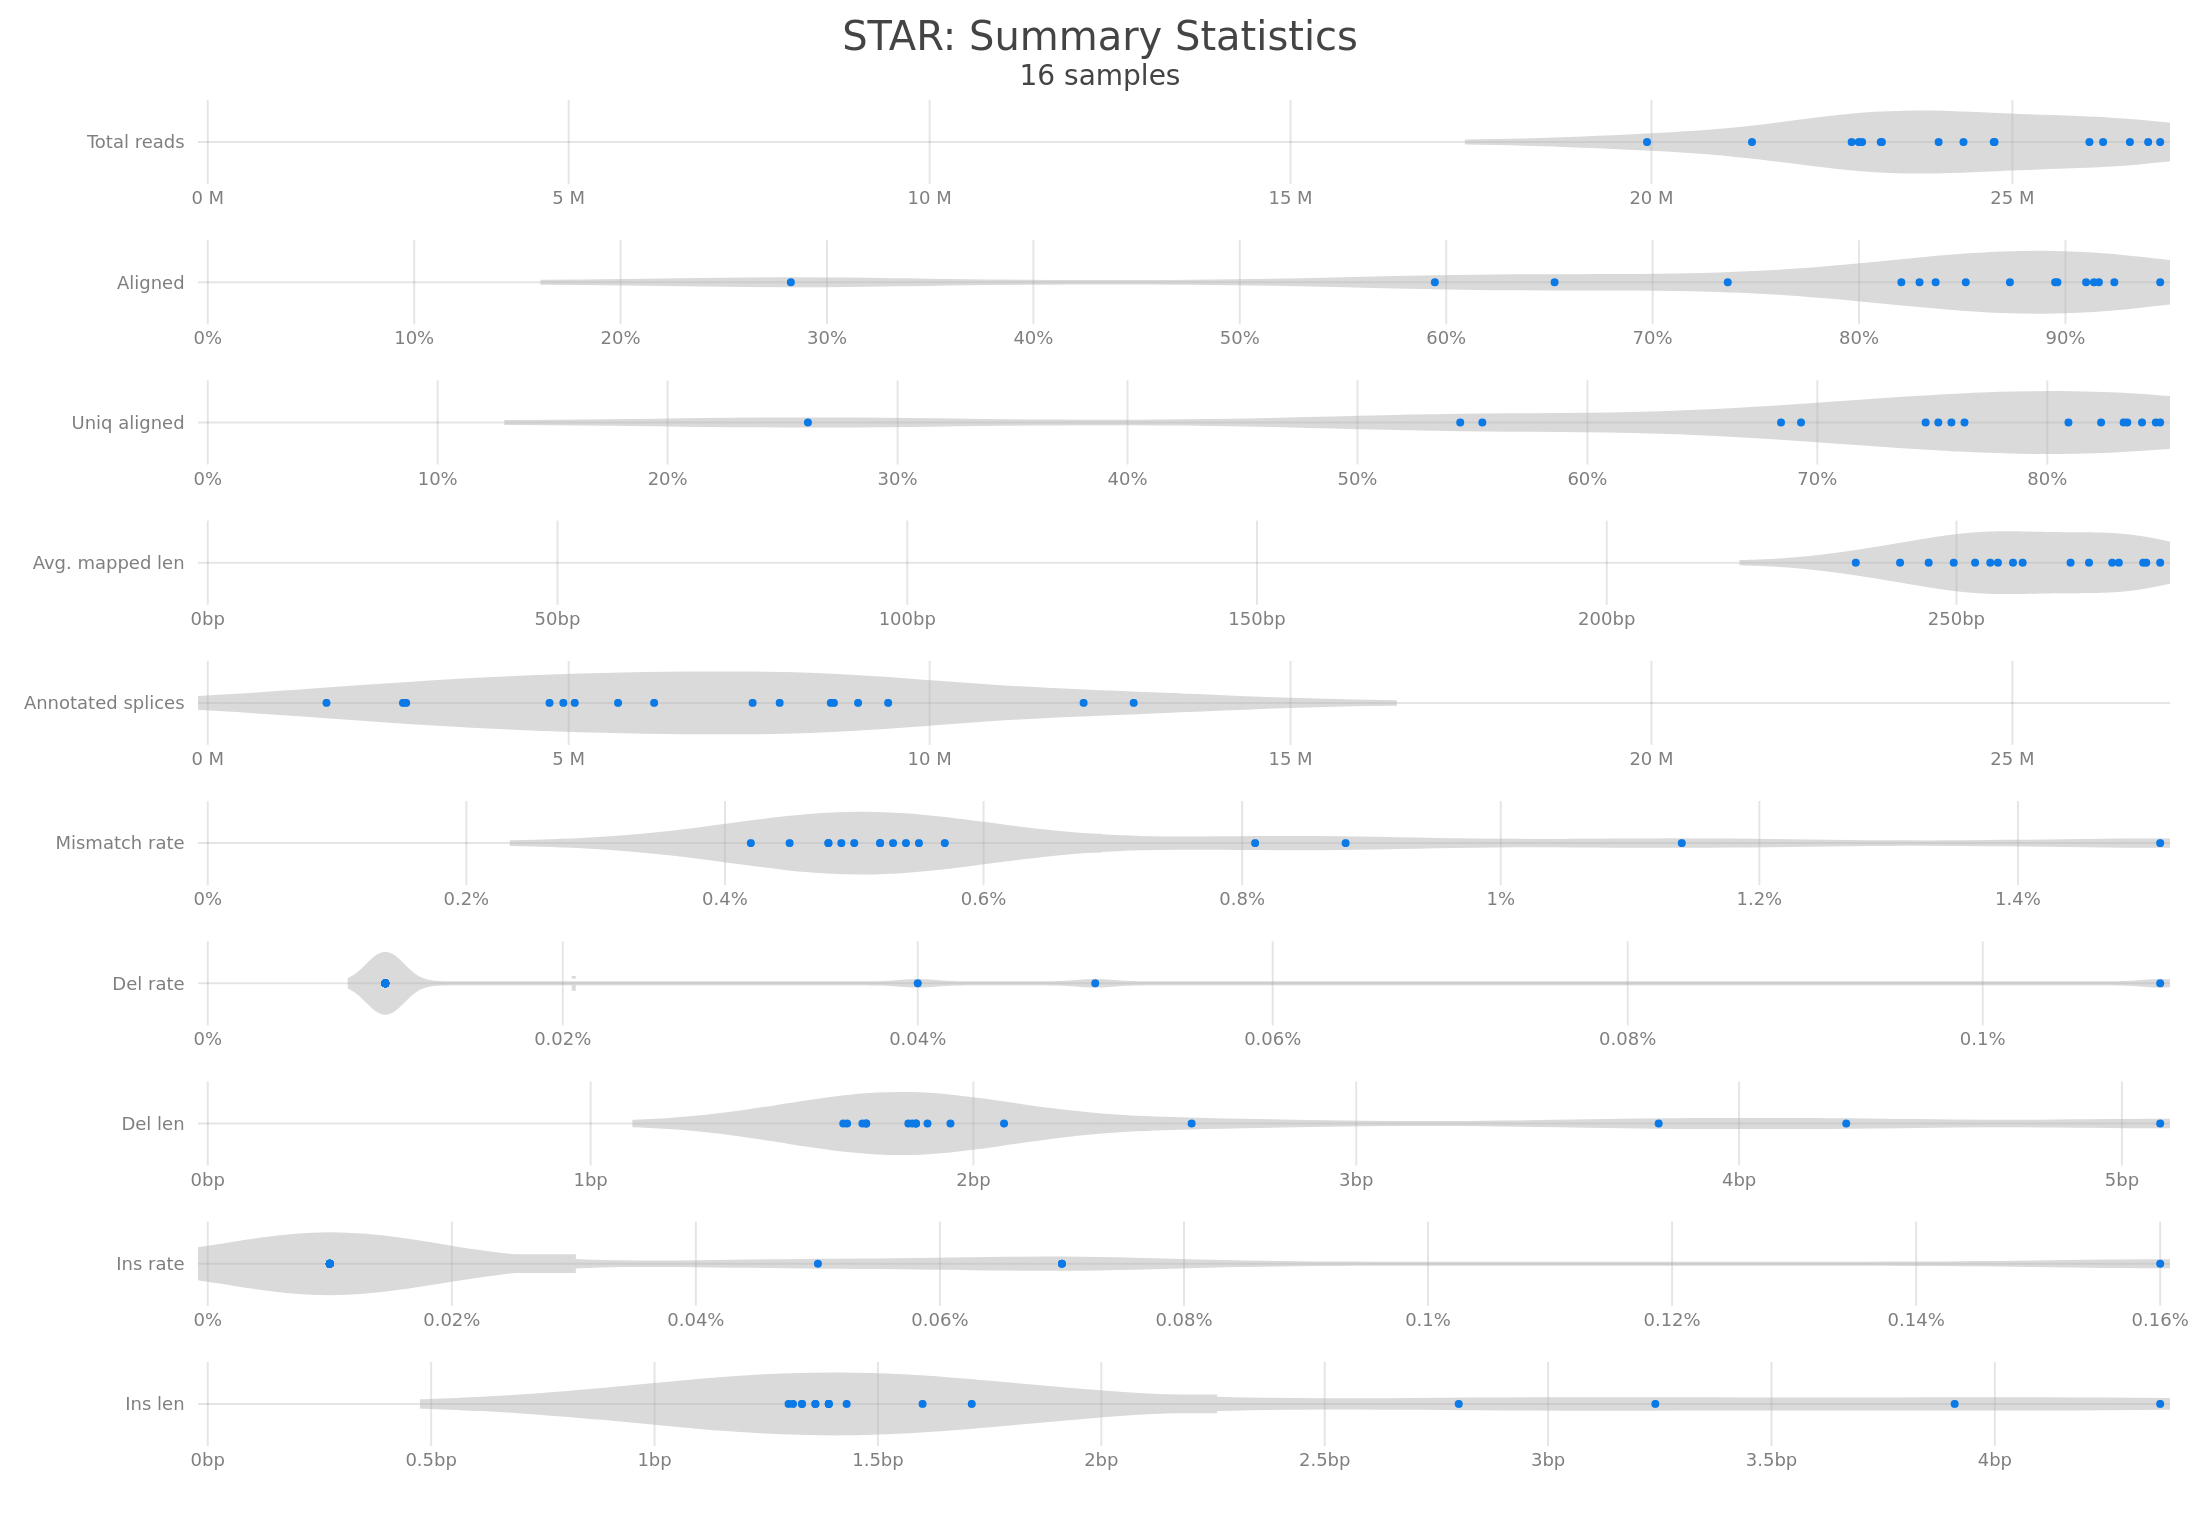 STAR: Summary Statistics
16 samples
Total reads
0 M 5 M 10 M 15 M 20 M 25 M
Aligned
0% 10% 20% 30% 40% 50% 60% 70% 80% 90%
Uniq aligned
0% 10% 20% 30% 40% 50% 60% 70% 80%
Avg. mapped len
0bp 50bp 100bp 150bp 200bp 250bp
Annotated splices
0 M 5 M 10 M 15 M 20 M 25 M
Mismatch rate
0% 0.2% 0.4% 0.6% 0.8% 1% 1.2% 1.4%
Del rate
0% 0.02% 0.04% 0.06% 0.08% 0.1%
Del len
0bp 1bp 2bp 3bp 4bp 5bp
Ins rate
0% 0.02% 0.04% 0.06% 0.08% 0.1% 0.12% 0.14% 0.16%
Ins len
0bp 0.5bp 1bp 1.5bp 2bp 2.5bp 3bp 3.5bp 4bp